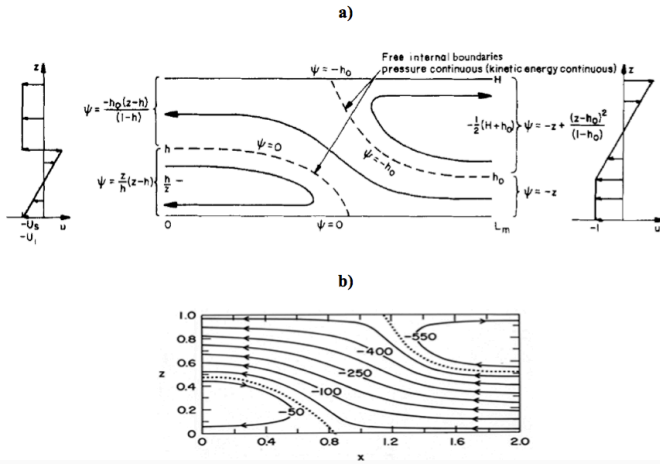 a)
Free internal boundaries
pressure continuous (kinetic energy continuous)
z
ψ=-h₀
H
z
ψ= -h₀(z-h)/(1-h)
-½(H+h₀)
ψ=-z+ (z-h₀)²/(1-h₀)
h
ψ=0
ψ=-h₀
h₀
ψ= z/h (z-h)
h/2 -
ψ=-z
-Uₛ
-U₁
u
0
ψ=0
Lₘ
-1
u
b)
1.0
0.8
0.6
z
0.4
0.2
0
-550
-400
-250
-100
-50
0
0.4
0.8
1.2
1.6
2.0
x